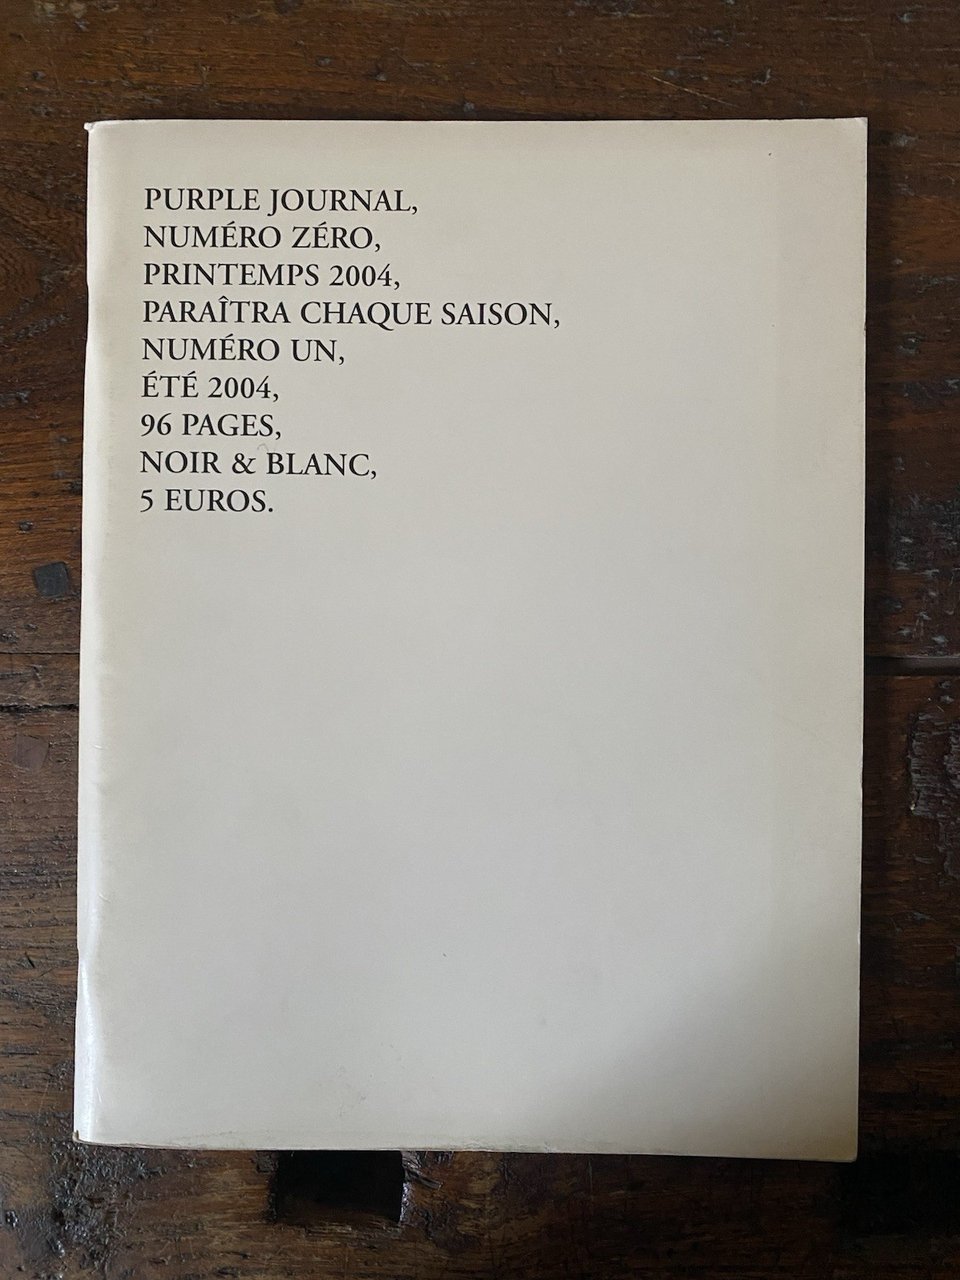 PURPLE JOURNAL,
NUMÉRO ZÉRO,
PRINTEMPS 2004,
PARAÎTRA CHAQUE SAISON,
NUMÉRO UN,
ÉTÉ 2004,
96 PAGES,
NOIR & BLANC,
5 EUROS.